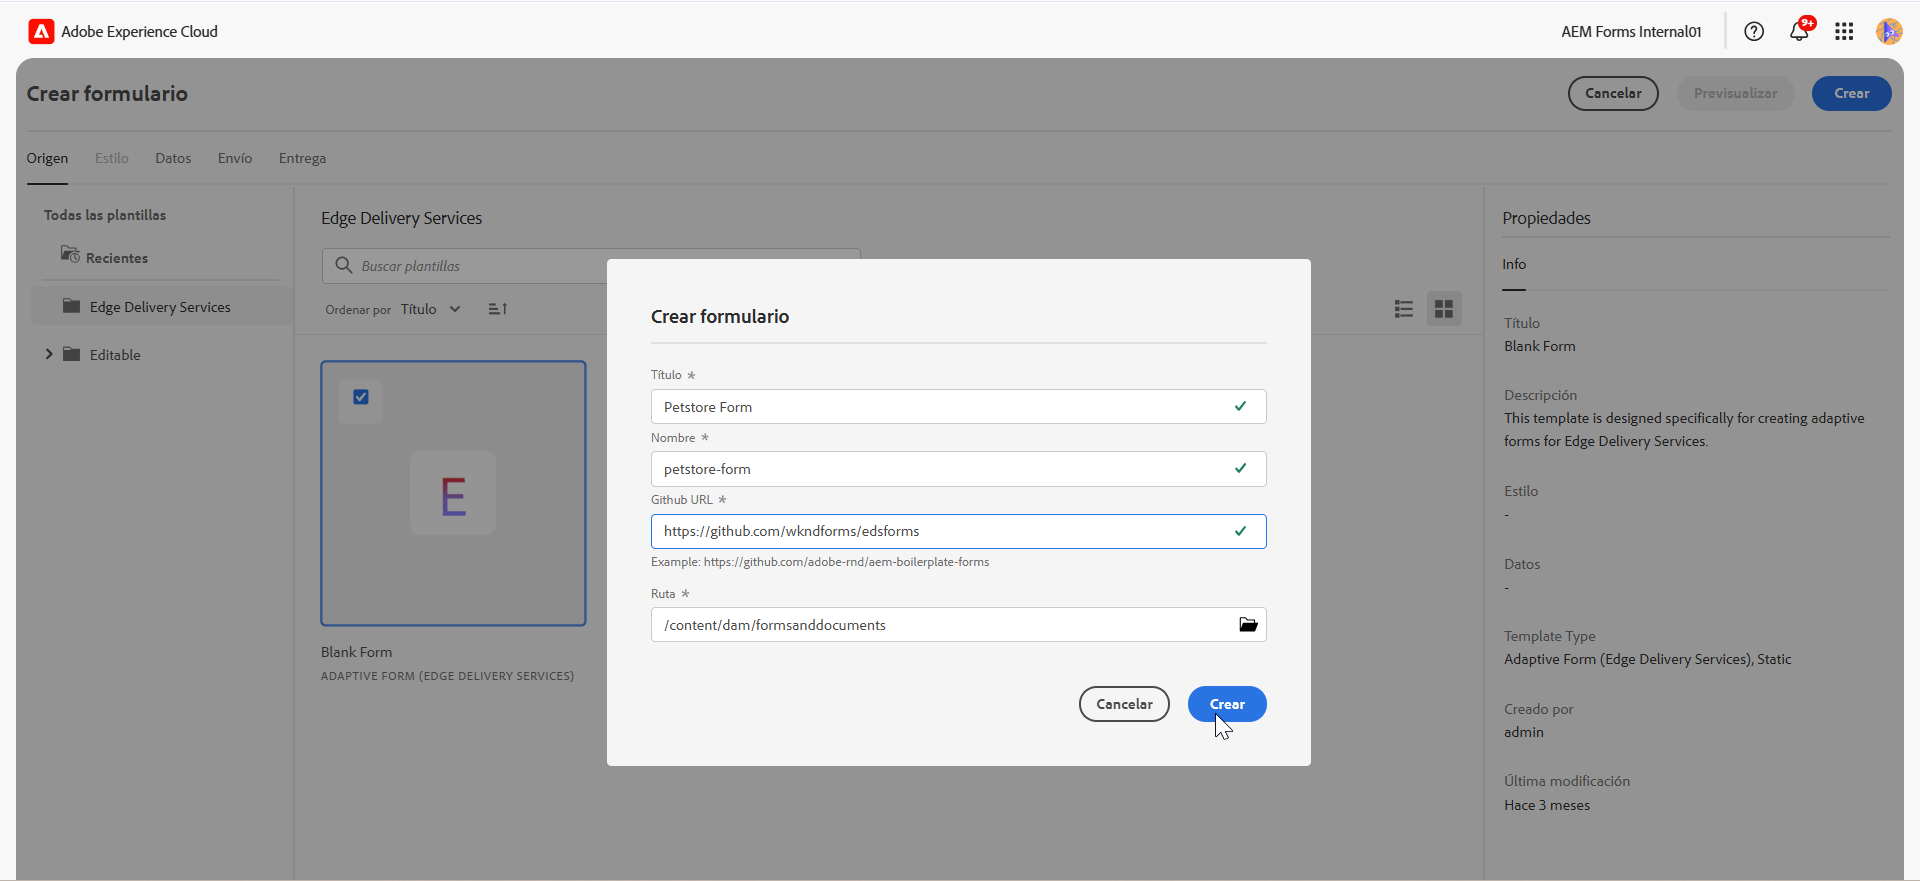 Adobe Experience Cloud
AEM Forms Internal01
9+
Crear formulario
Cancelar
Previsualizar
Crear
Origen
Estilo
Datos
Envío
Entrega
Todas las plantillas
Recientes
Edge Delivery Services
Editable
Edge Delivery Services
Buscar plantillas
Ordenar por Título
E
Blank Form
ADAPTIVE FORM (EDGE DELIVERY SERVICES)
Crear formulario
Título *
Petstore Form
Nombre *
petstore-form
Github URL *
https://github.com/wkndforms/edsforms
Example: https://github.com/adobe-rnd/aem-boilerplate-forms
Ruta *
/content/dam/formsanddocuments
Cancelar
Crear
Propiedades
Info
Título
Blank Form
Descripción
This template is designed specifically for creating adaptive
forms for Edge Delivery Services.
Estilo
-
Datos
-
Template Type
Adaptive Form (Edge Delivery Services), Static
Creado por
admin
Última modificación
Hace 3 meses